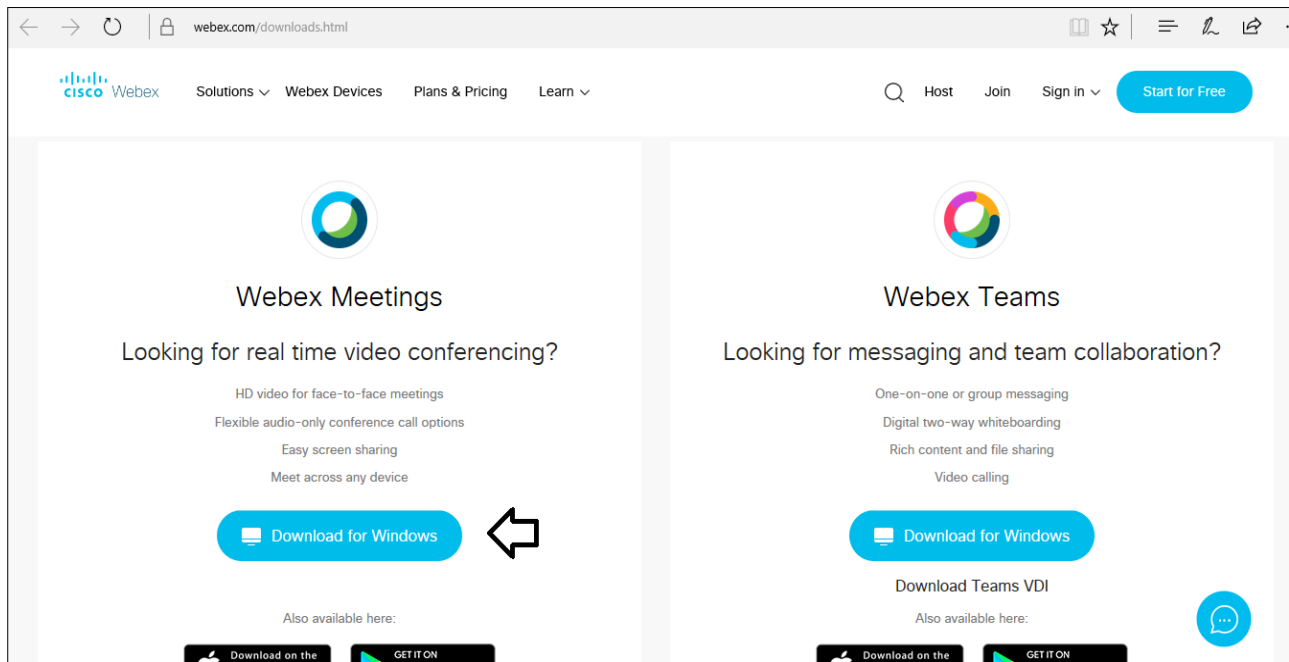 webex.com/downloads.html
CISCO Webex
Solutions
Webex Devices
Plans & Pricing
Learn
Host
Join
Sign in
Start for Free
Webex Meetings
Looking for real time video conferencing?
HD video for face-to-face meetings
Flexible audio-only conference call options
Easy screen sharing
Meet across any device
Download for Windows
Also available here:
Download on the
GET IT ON
Webex Teams
Looking for messaging and team collaboration?
One-on-one or group messaging
Digital two-way whiteboarding
Rich content and file sharing
Video calling
Download for Windows
Download Teams VDI
Also available here:
Download on the
GET IT ON